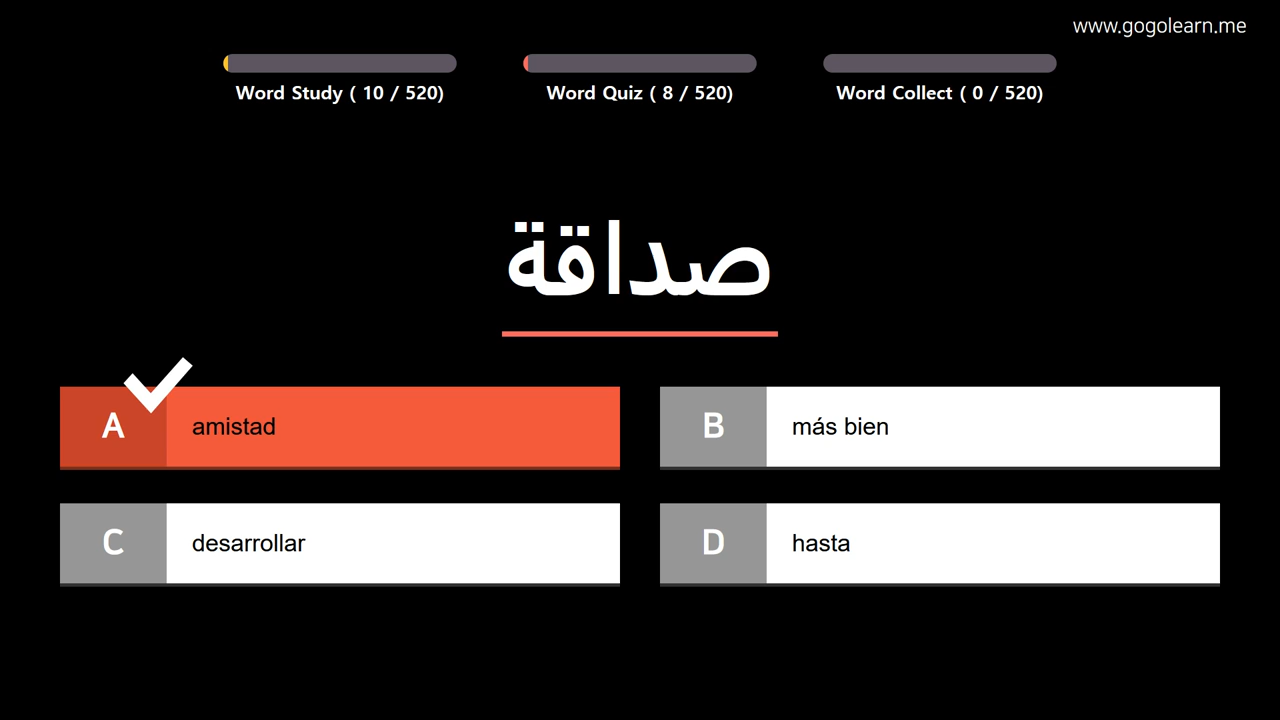 www.gogolearn.me
Word Study ( 10 / 520)
Word Quiz ( 8 / 520)
Word Collect ( 0 / 520)
صداقة
A amistad
B más bien
C desarrollar
D hasta